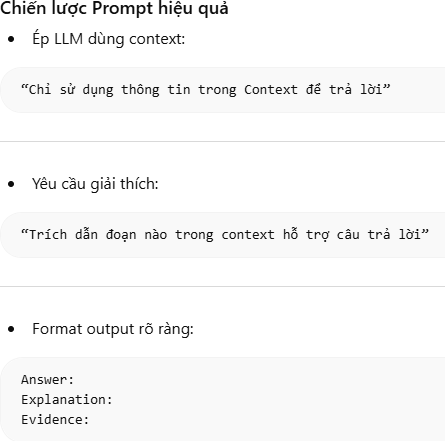 Chiến lược Prompt hiệu quả
Ép LLM dùng context:
“Chỉ sử dụng thông tin trong Context để trả lời”
Yêu cầu giải thích:
“Trích dẫn đoạn nào trong context hỗ trợ câu trả lời”
Format output rõ ràng:
Answer:
Explanation:
Evidence: